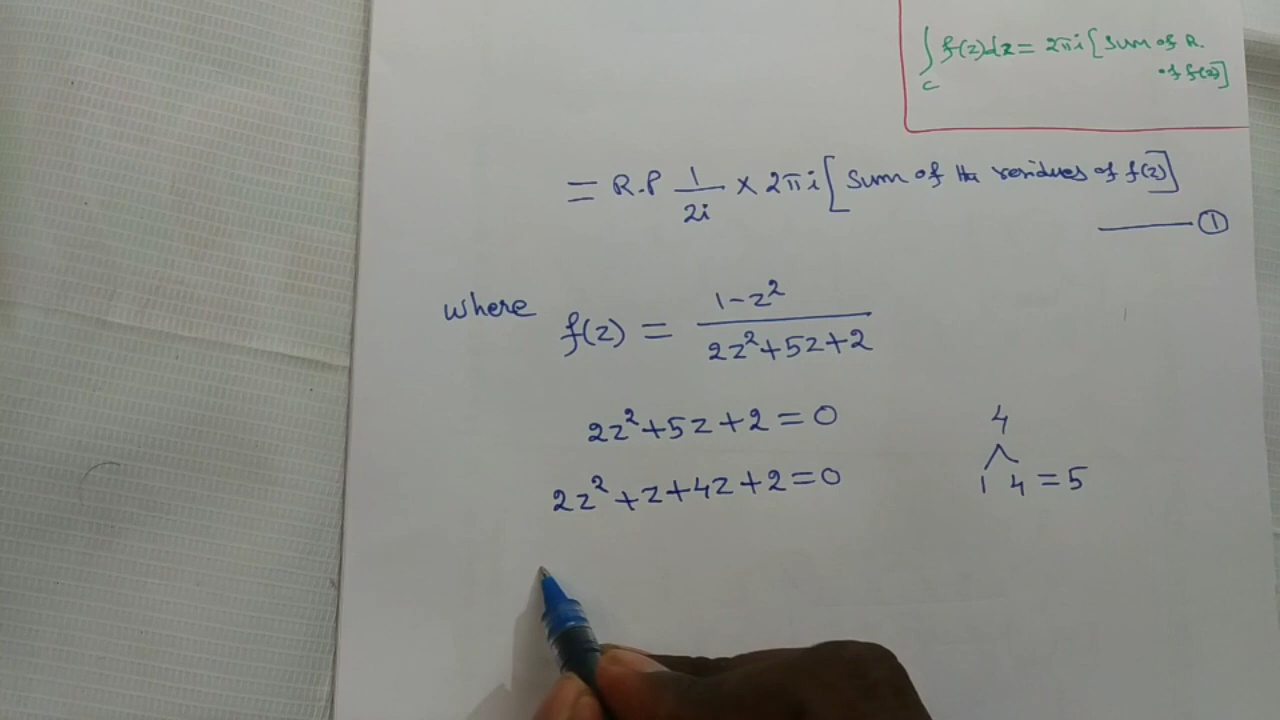 ∫_C f(z)dz = 2πi [Sum of R. of f(z)]
= R.P 1/2i × 2πi [Sum of the residues of f(z)]
——— ①
where f(z) = (1-z²)/(2z²+5z+2)
2z²+5z+2=0
4
2z²+z+4z+2=0
1 4 = 5